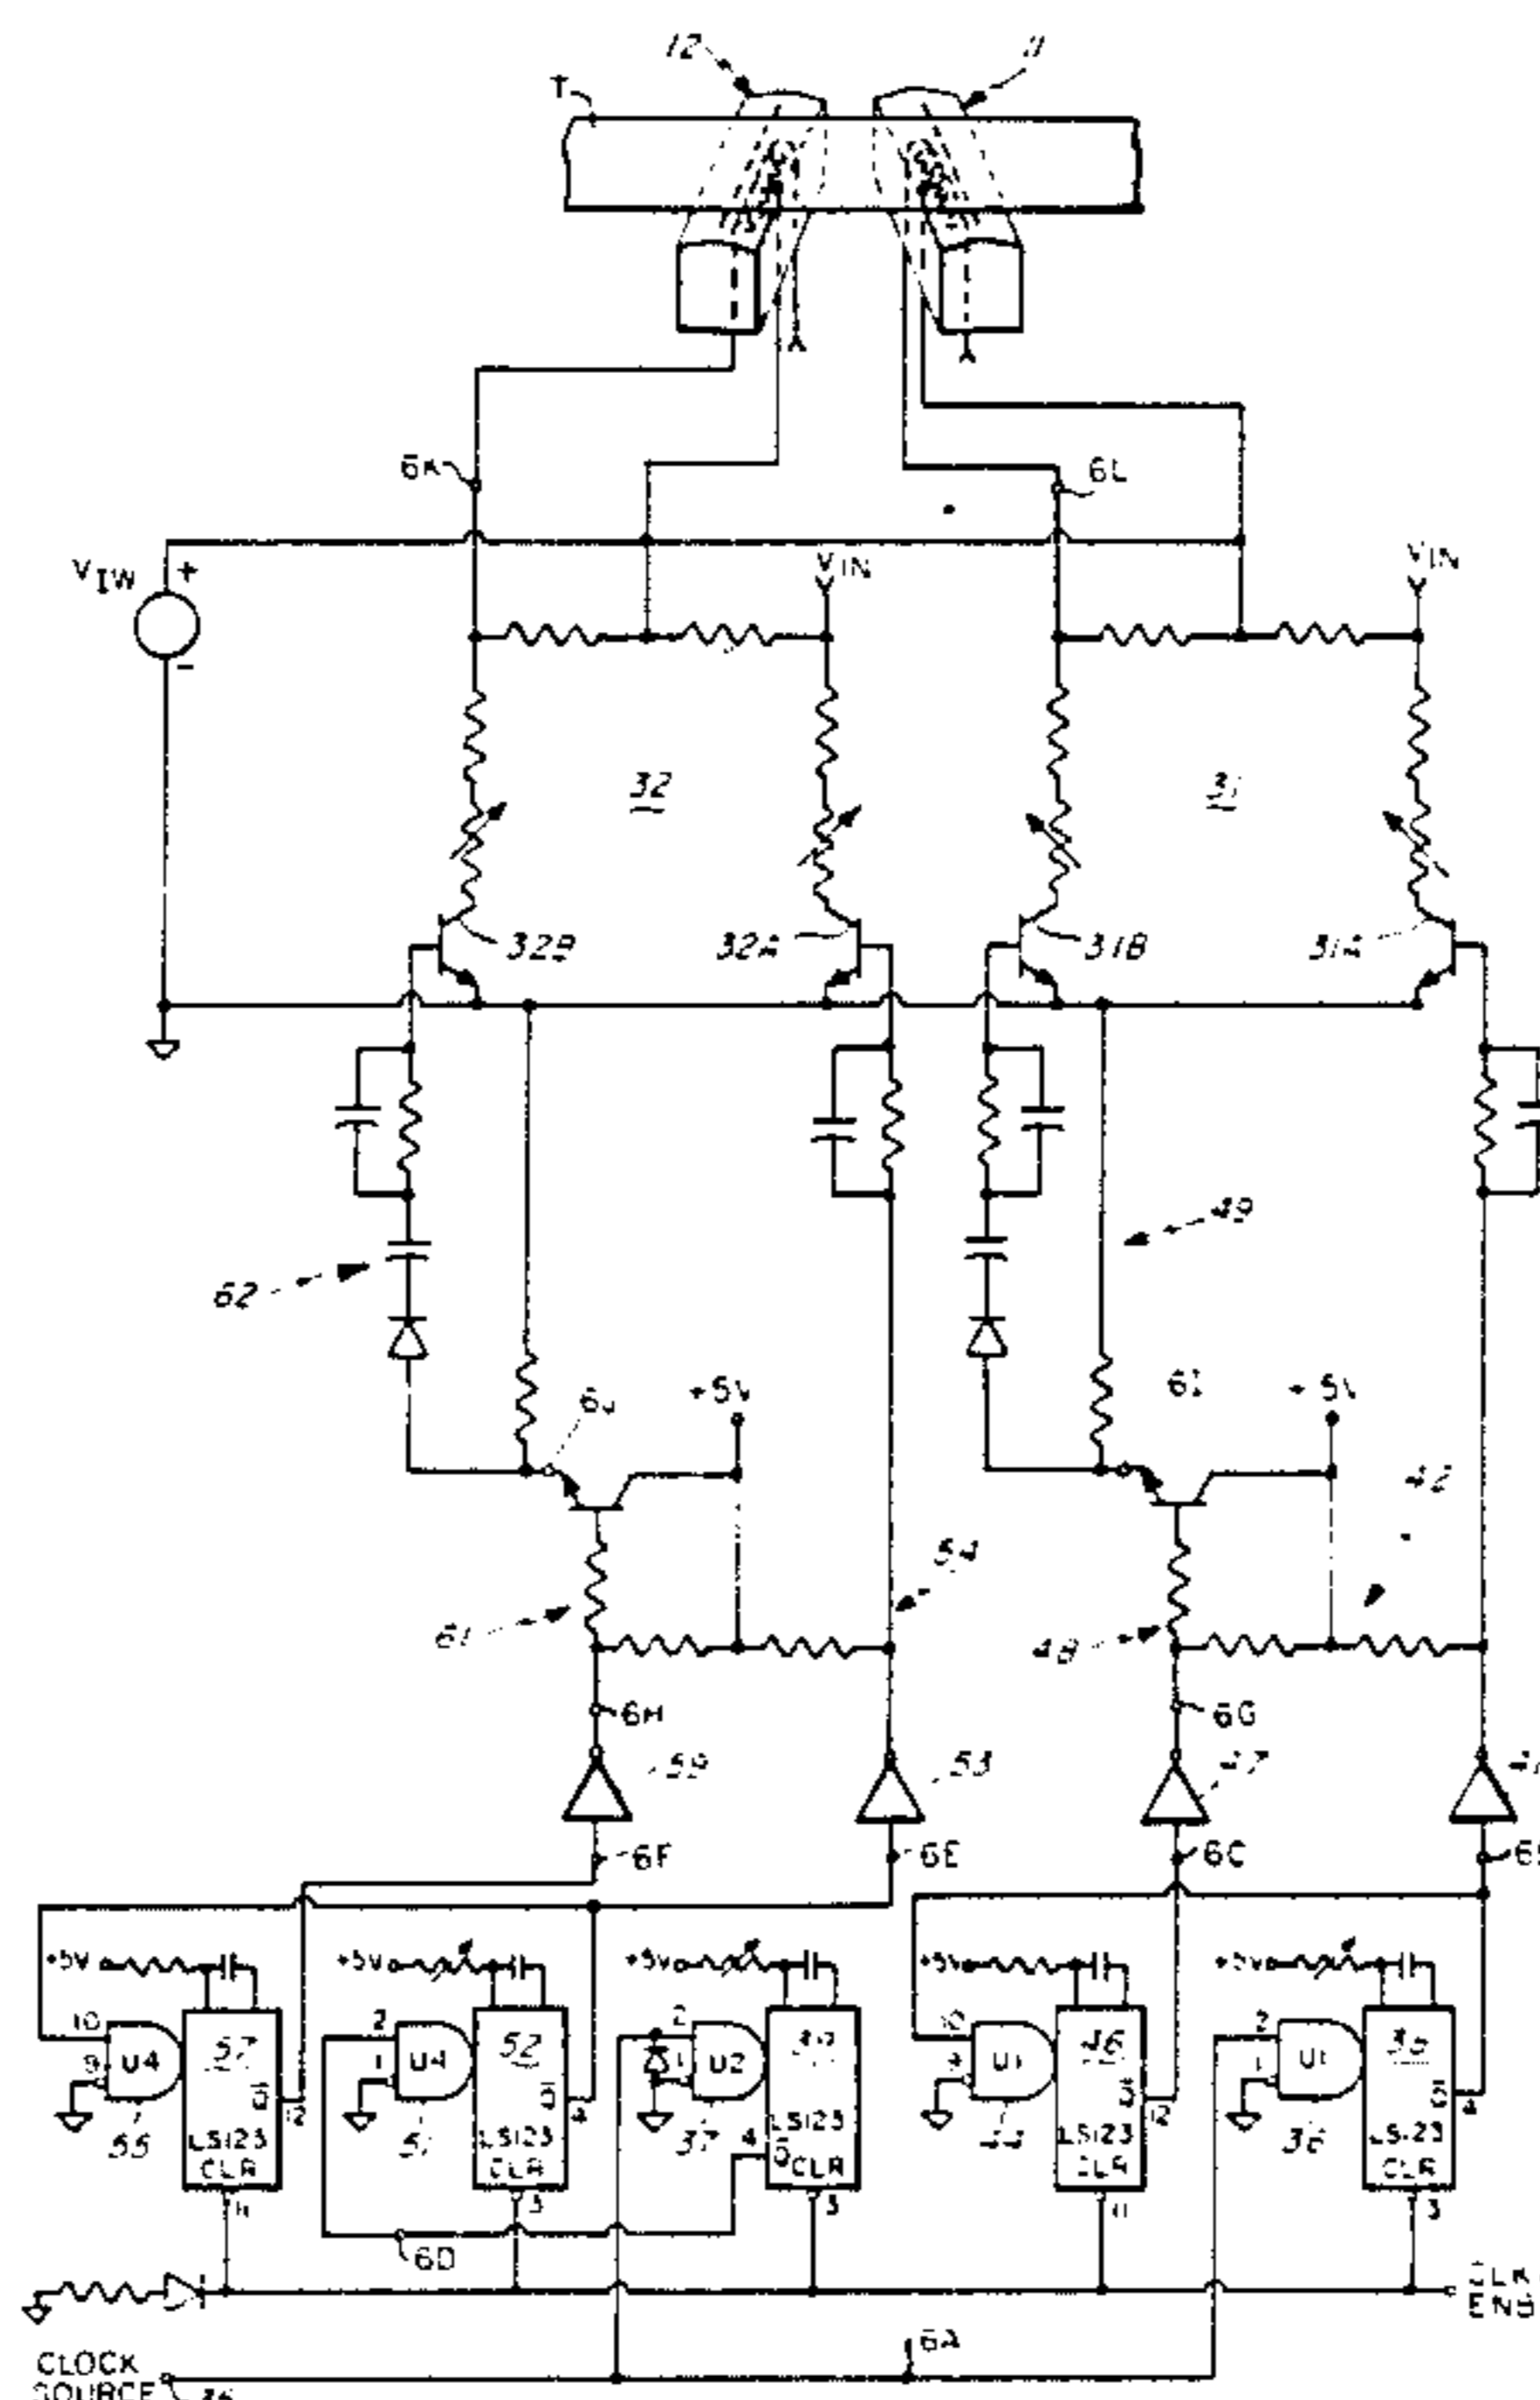 12
11
T
6K
6L
VIW
+
-
VIN
VIN
32
31
32B
32A
31B
31A
49
62
6J
+5V
6I
+5V
42
54
61
48
6H
6G
59
53
47
6F
6E
6C
+5V
+5V
+5V
+5V
+5V
10
9
U4
57
Q̄
12
LS123
CLR
11
55
2
1
U4
52
Q̄
4
LS123
CLR
3
51
2
1
U2
4
Q̄
LS123
CLR
3
37
10
9
U1
46
Q̄
12
LS123
CLR
11
44
2
1
U1
Q̄
4
LS123
CLR
3
36
6D
6A
CLOCK
SOURCE